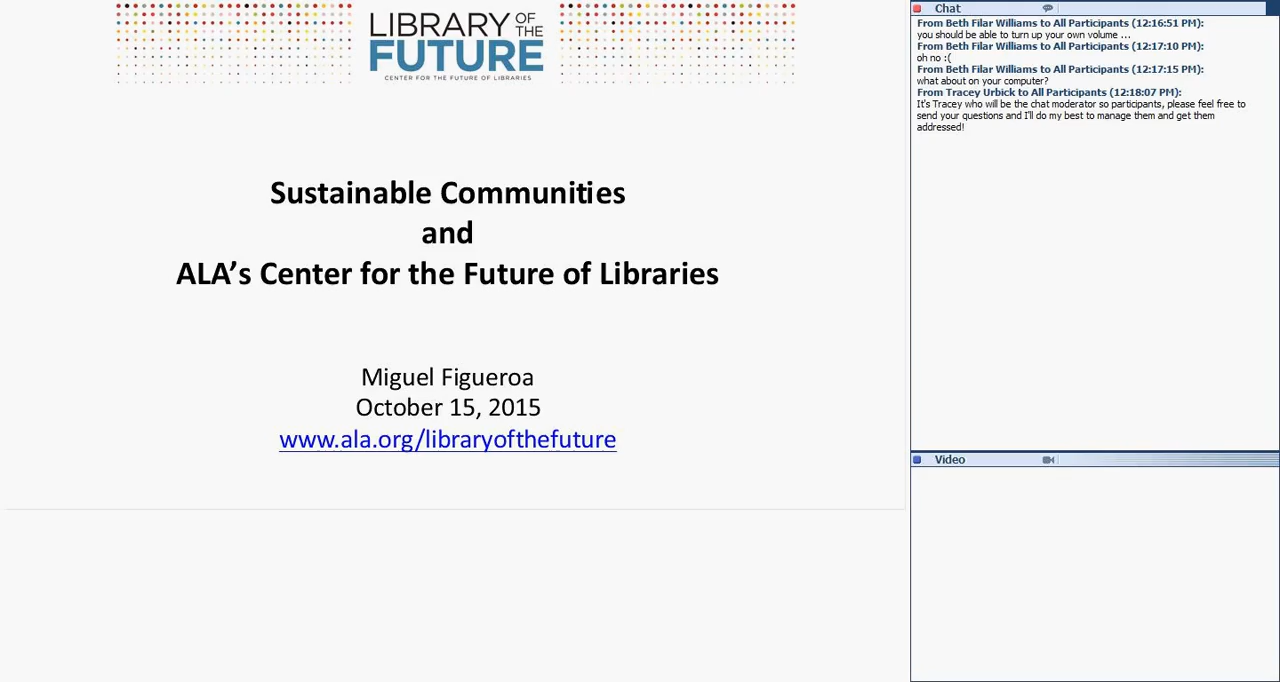 LIBRARY OF THE
FUTURE
CENTER FOR THE FUTURE OF LIBRARIES
Sustainable Communities
and
ALA's Center for the Future of Libraries
Miguel Figueroa
October 15, 2015
www.ala.org/libraryofthefuture
Chat
From Beth Filar Williams to All Participants (12:16:51 PM):
you should be able to turn up your own volume ...
From Beth Filar Williams to All Participants (12:17:10 PM):
oh no :(
From Beth Filar Williams to All Participants (12:17:15 PM):
what about on your computer?
From Tracey Urbick to All Participants (12:18:07 PM):
It's Tracey who will be the chat moderator so participants, please feel free to
send your questions and I'll do my best to manage them and get them
addressed!
Video